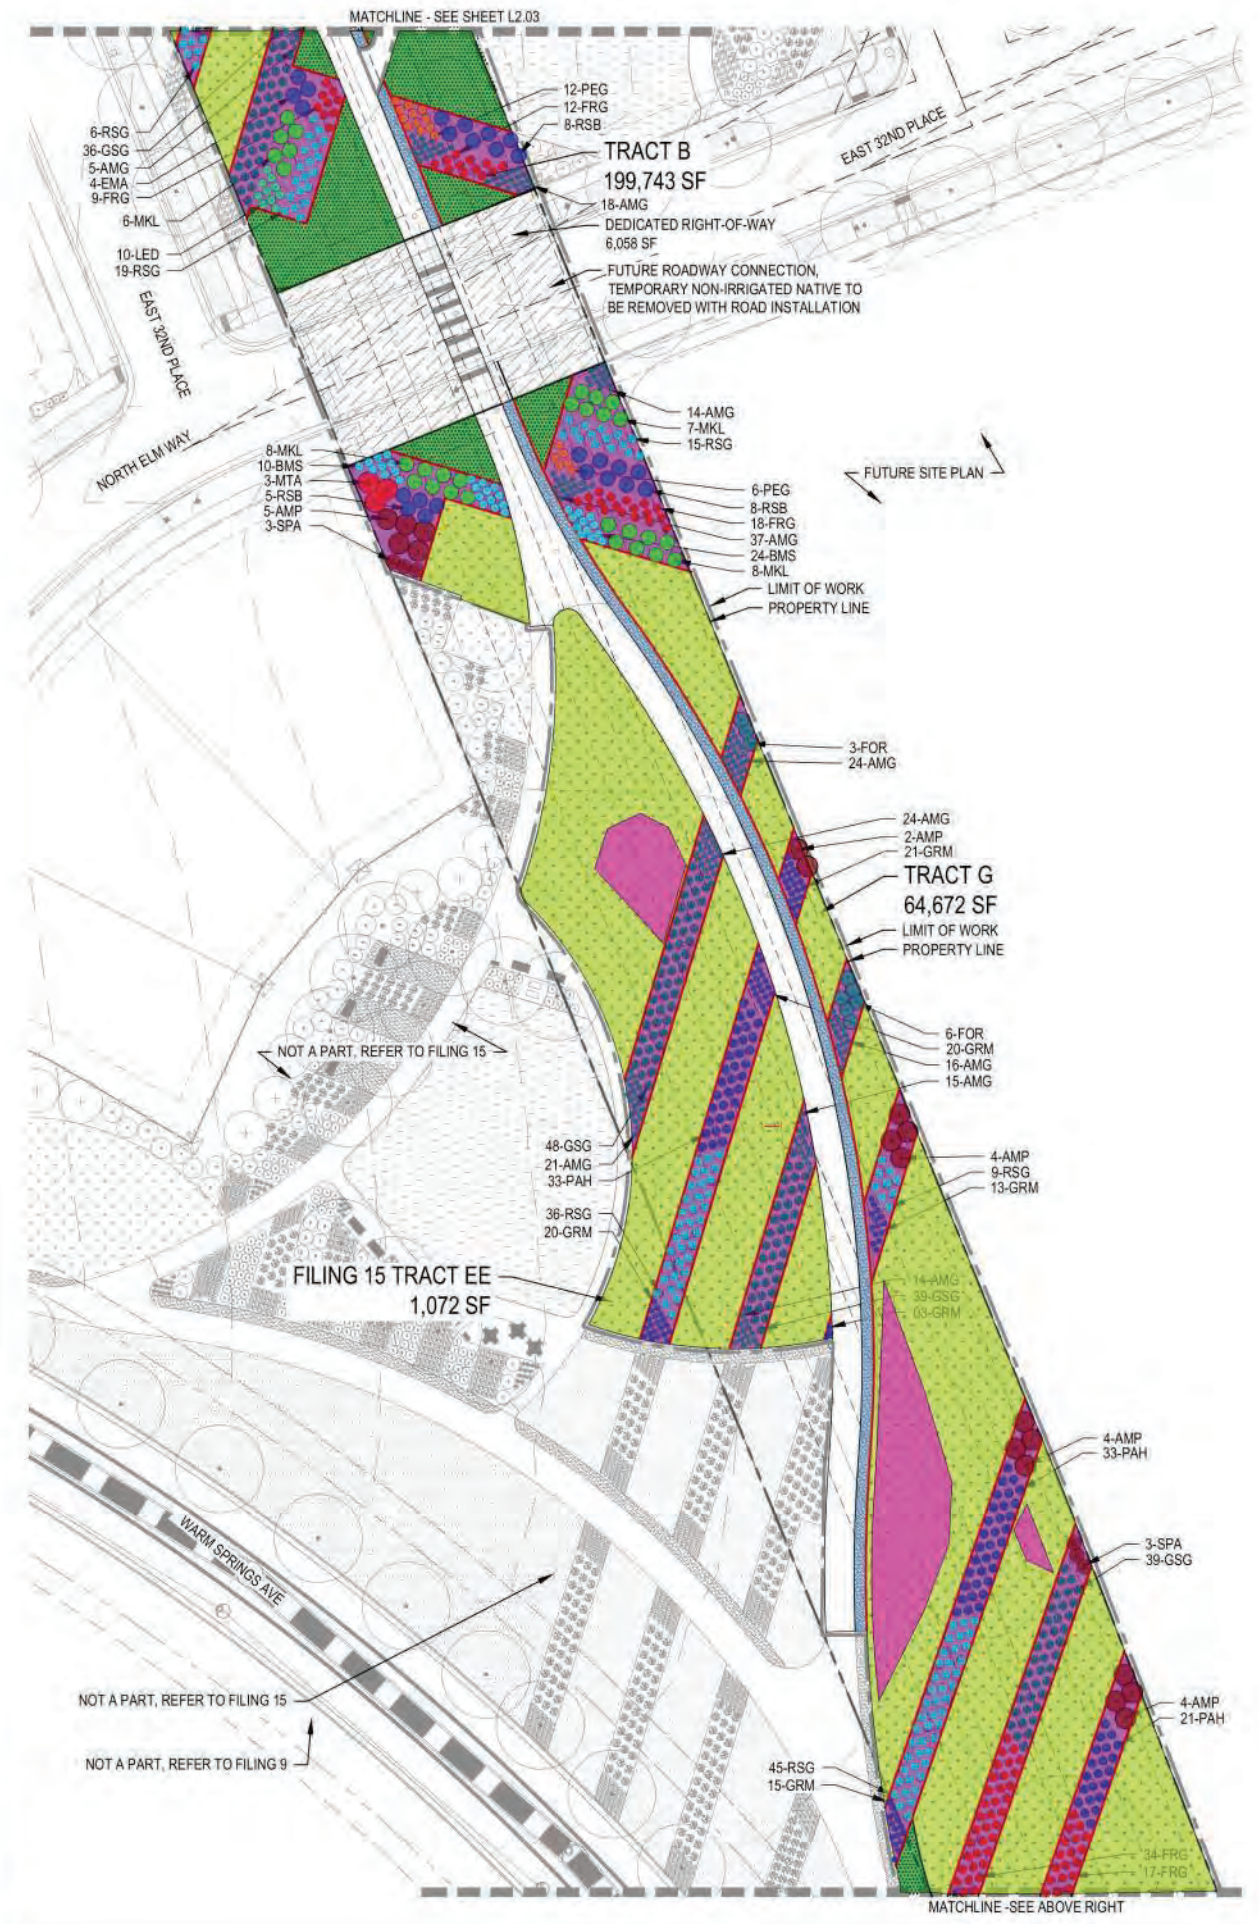 MATCHLINE - SEE SHEET L2.03
12-PEG
12-FRG
8-RSB
TRACT B
199,743 SF
18-AMG
DEDICATED RIGHT-OF-WAY
6,058 SF
FUTURE ROADWAY CONNECTION,
TEMPORARY NON-IRRIGATED NATIVE TO
BE REMOVED WITH ROAD INSTALLATION
EAST 32ND PLACE
6-RSG
36-GSG
5-AMG
4-EMA
9-FRG
6-MKL
10-LED
19-RSG
EAST 32ND PLACE
NORTH ELM WAY
8-MKL
10-BMS
3-MTA
5-RSB
5-AMP
3-SPA
14-AMG
7-MKL
15-RSG
FUTURE SITE PLAN
6-PEG
8-RSB
18-FRG
37-AMG
24-BMS
8-MKL
LIMIT OF WORK
PROPERTY LINE
3-FOR
24-AMG
24-AMG
2-AMP
21-GRM
TRACT G
64,672 SF
LIMIT OF WORK
PROPERTY LINE
6-FOR
20-GRM
16-AMG
15-AMG
NOT A PART, REFER TO FILING 15
48-GSG
21-AMG
33-PAH
36-RSG
20-GRM
4-AMP
9-RSG
13-GRM
FILING 15 TRACT EE
1,072 SF
14-AMG
39-GSG
03-GRM
4-AMP
33-PAH
3-SPA
39-GSG
WARM SPRINGS AVE
NOT A PART, REFER TO FILING 15
NOT A PART, REFER TO FILING 9
4-AMP
21-PAH
45-RSG
15-GRM
34-FRG
17-FRG
MATCHLINE -SEE ABOVE RIGHT